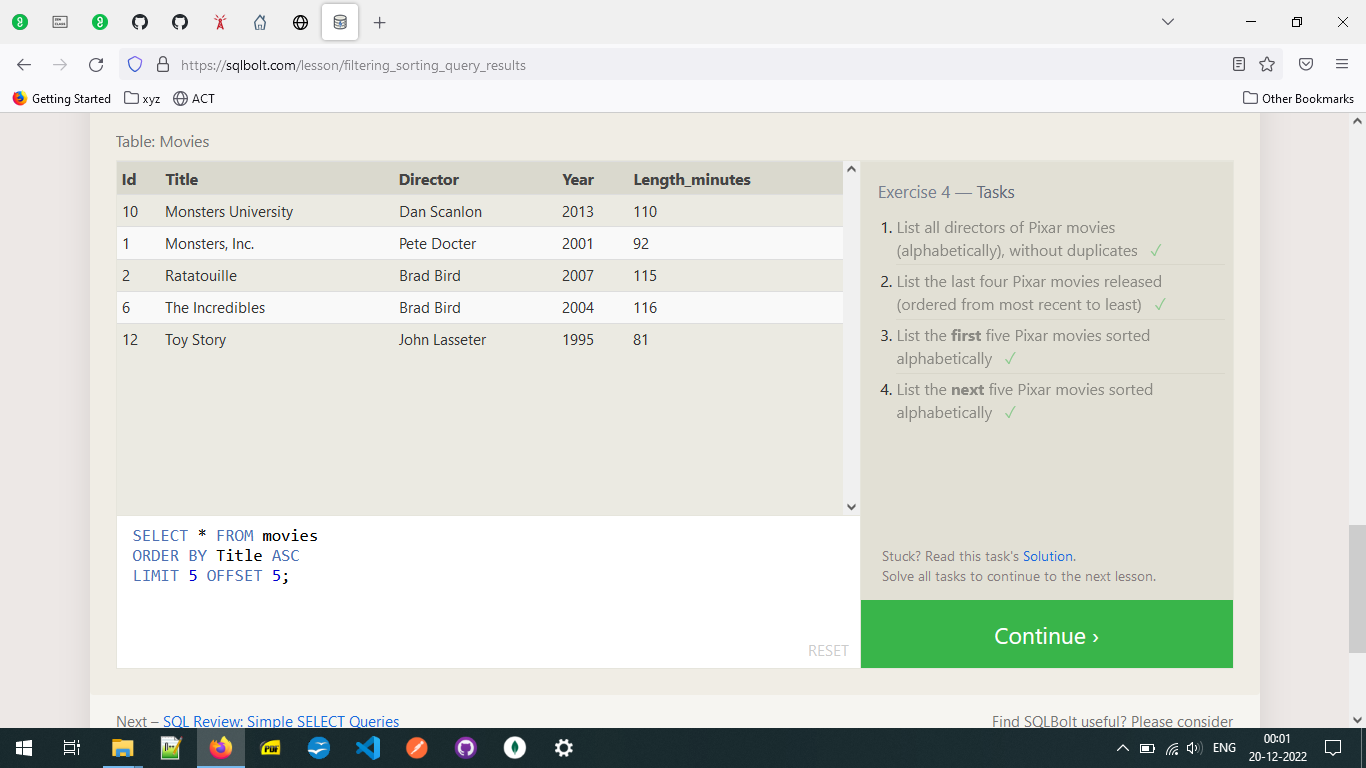 https://sqlbolt.com/lesson/filtering_sorting_query_results
Getting Started xyz ACT Other Bookmarks
Table: Movies
Id Title Director Year Length_minutes
10 Monsters University Dan Scanlon 2013 110
1 Monsters, Inc. Pete Docter 2001 92
2 Ratatouille Brad Bird 2007 115
6 The Incredibles Brad Bird 2004 116
12 Toy Story John Lasseter 1995 81
SELECT * FROM movies
ORDER BY Title ASC
LIMIT 5 OFFSET 5;
RESET
Exercise 4 — Tasks
1. List all directors of Pixar movies
(alphabetically), without duplicates ✓
2. List the last four Pixar movies released
(ordered from most recent to least) ✓
3. List the first five Pixar movies sorted
alphabetically ✓
4. List the next five Pixar movies sorted
alphabetically ✓
Stuck? Read this task's Solution.
Solve all tasks to continue to the next lesson.
Continue ›
Next – SQL Review: Simple SELECT Queries
Find SQLBolt useful? Please consider
PDF
ENG
00:01
20-12-2022